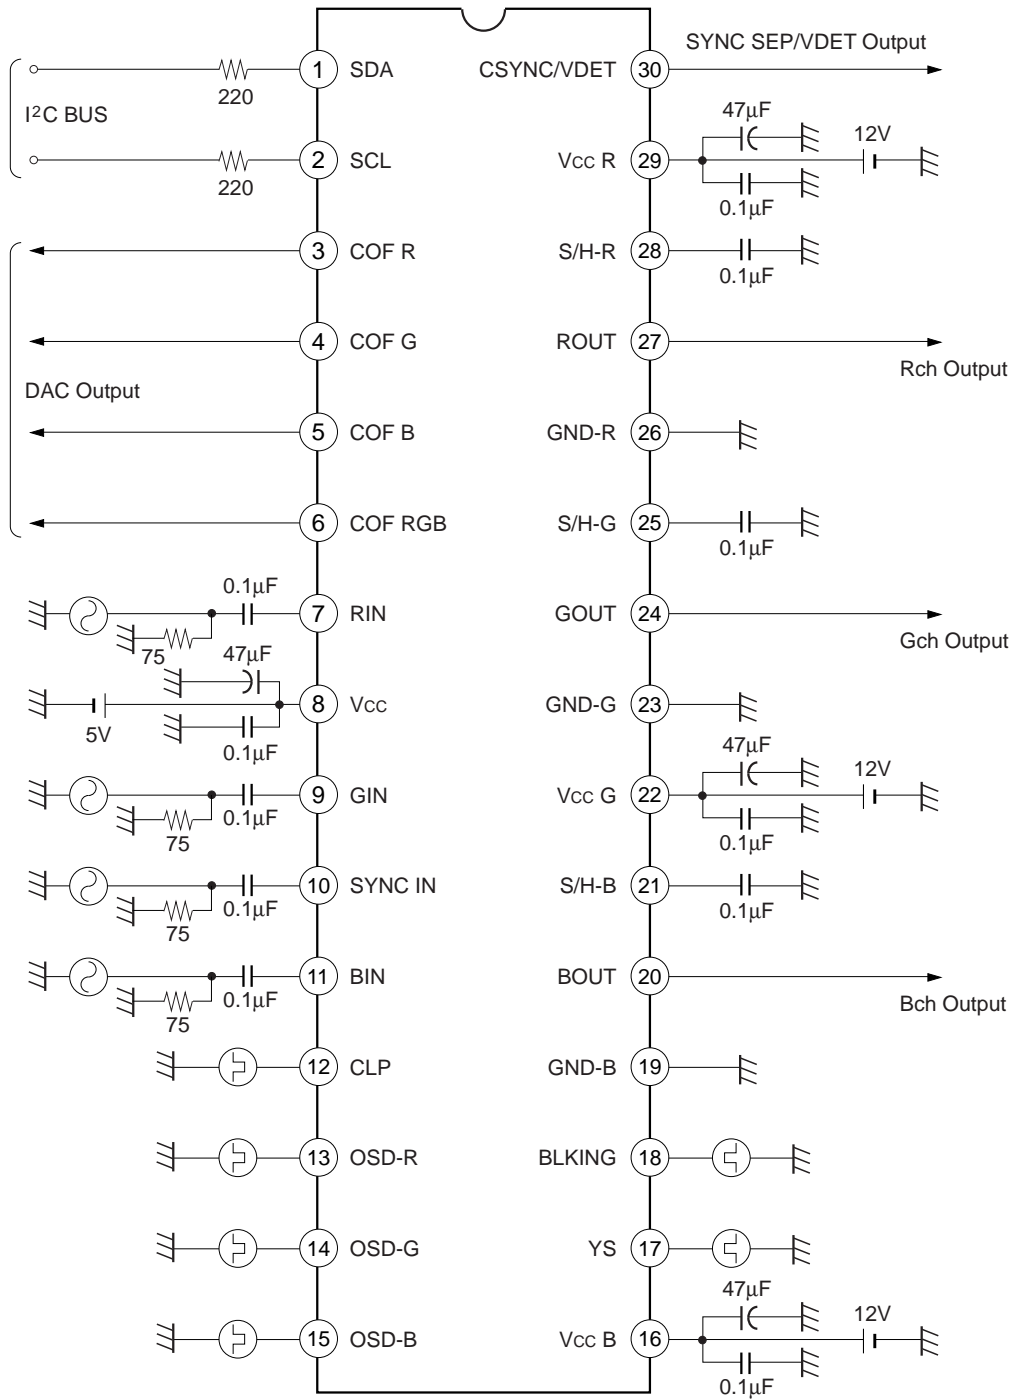 SYNC SEP/VDET Output
1 SDA
CSYNC/VDET 30
220
I²C BUS
47µF
12V
2 SCL
VCC R 29
220
0.1µF
3 COF R
S/H-R 28
0.1µF
4 COF G
ROUT 27
Rch Output
DAC Output
5 COF B
GND-R 26
6 COF RGB
S/H-G 25
0.1µF
0.1µF
7 RIN
GOUT 24
Gch Output
75
47µF
8 VCC
GND-G 23
5V
0.1µF
47µF
12V
9 GIN
VCC G 22
0.1µF
75
0.1µF
10 SYNC IN
S/H-B 21
0.1µF
75
0.1µF
11 BIN
BOUT 20
0.1µF
75
Bch Output
12 CLP
GND-B 19
13 OSD-R
BLKING 18
14 OSD-G
YS 17
47µF
12V
15 OSD-B
VCC B 16
0.1µF